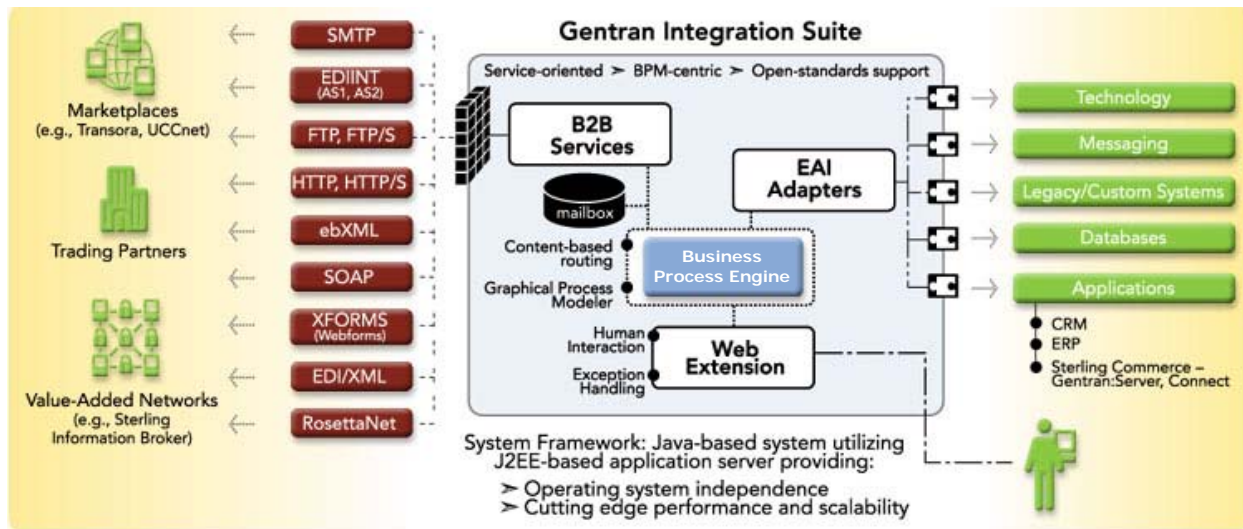 Gentran Integration Suite
Service-oriented ➣ BPM-centric ➣ Open-standards support
Marketplaces
(e.g., Transora, UCCnet)
Trading Partners
Value-Added Networks
(e.g., Sterling
Information Broker)
SMTP
EDIINT
(AS1, AS2)
FTP, FTP/S
HTTP, HTTP/S
ebXML
SOAP
XFORMS
(Webforms)
EDI/XML
RosettaNet
B2B
Services
mailbox
EAI
Adapters
Content-based
routing
Graphical Process
Modeler
Business
Process Engine
Human
Interaction
Exception
Handling
Web
Extension
System Framework: Java-based system utilizing
J2EE-based application server providing:
➣ Operating system independence
➣ Cutting edge performance and scalability
Technology
Messaging
Legacy/Custom Systems
Databases
Applications
CRM
ERP
Sterling Commerce –
Gentran:Server, Connect